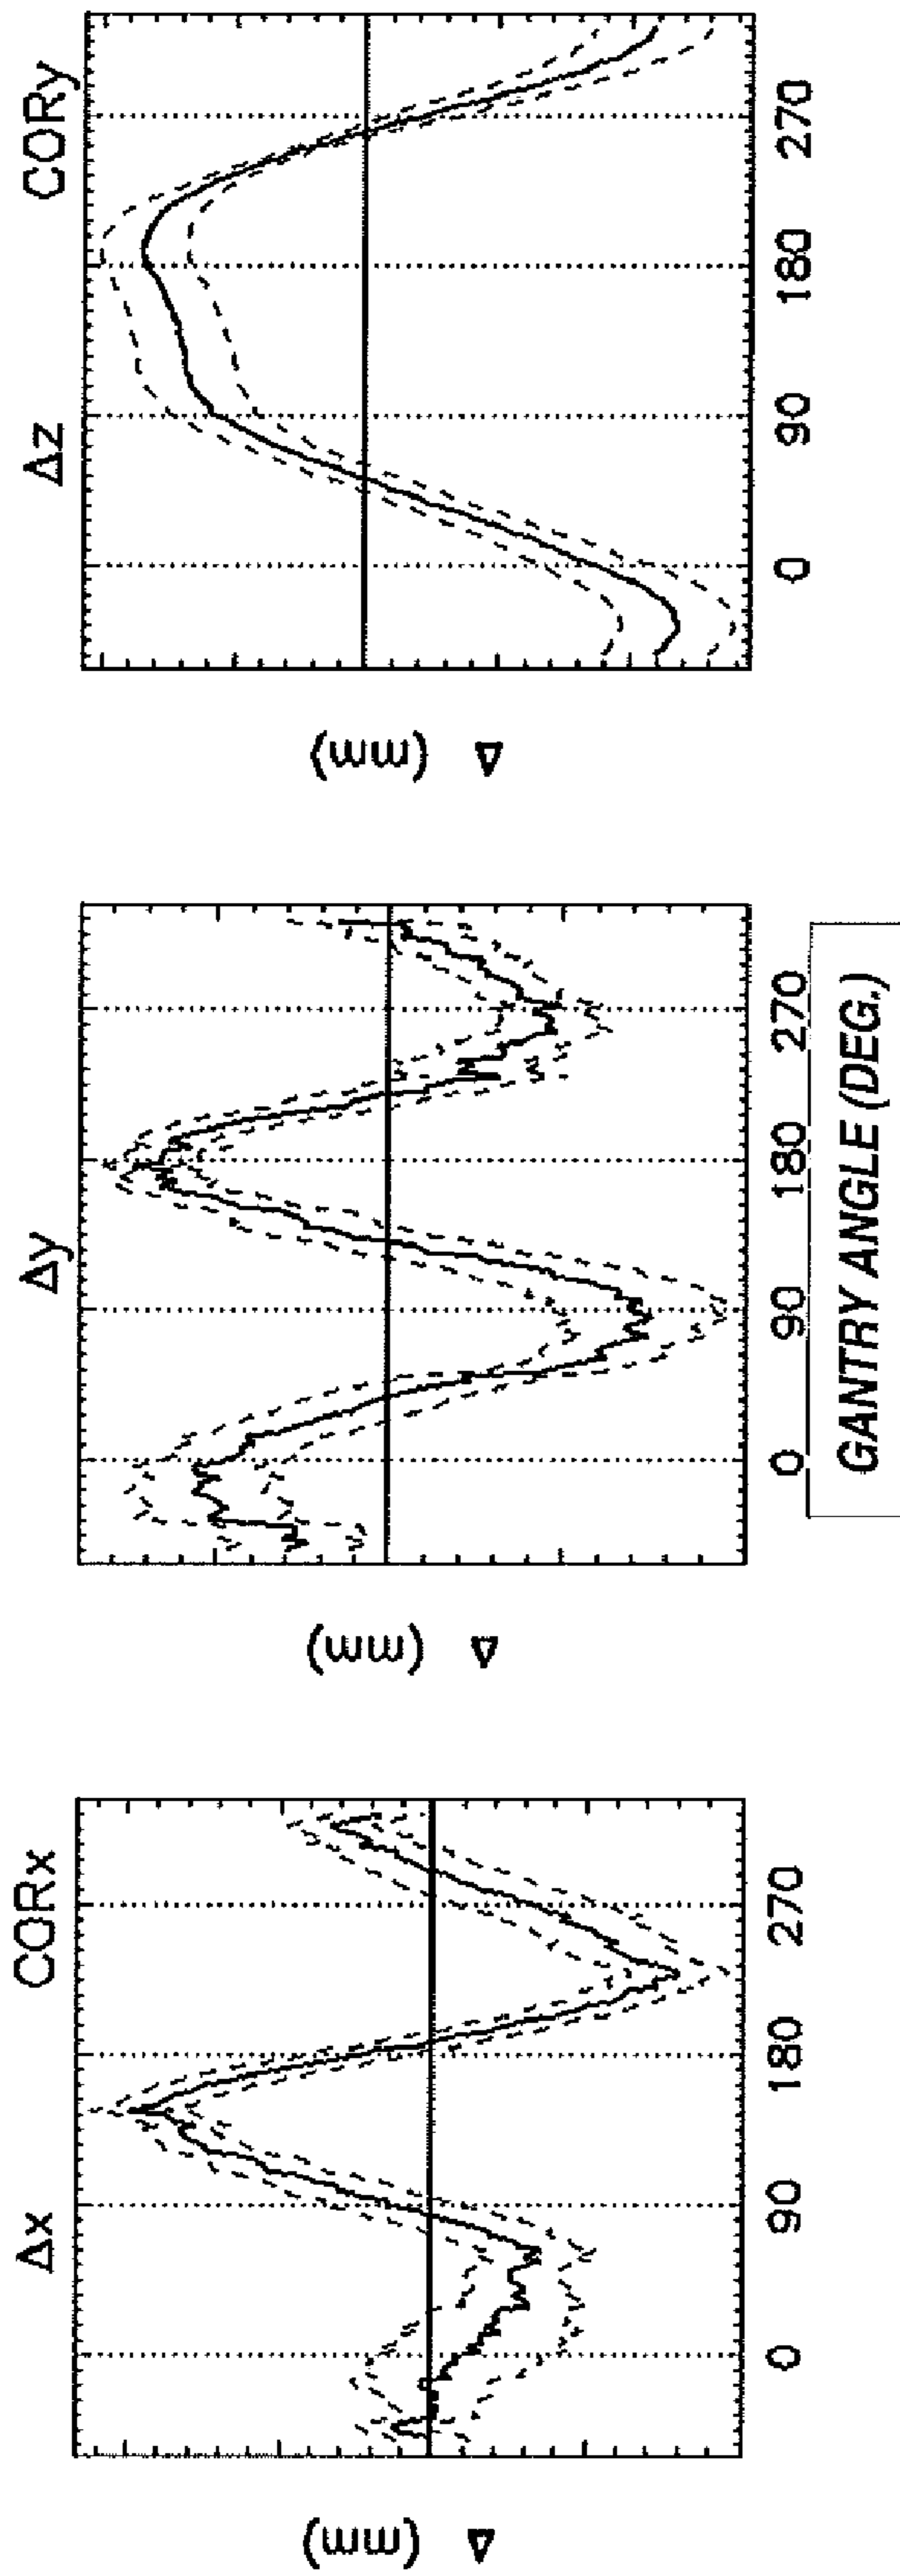 Δx CORx
Δ (mm)
0 90 180 270
Δy
Δ (mm)
0 90 180 270
GANTRY ANGLE (DEG.)
Δz CORy
Δ (mm)
0 90 180 270